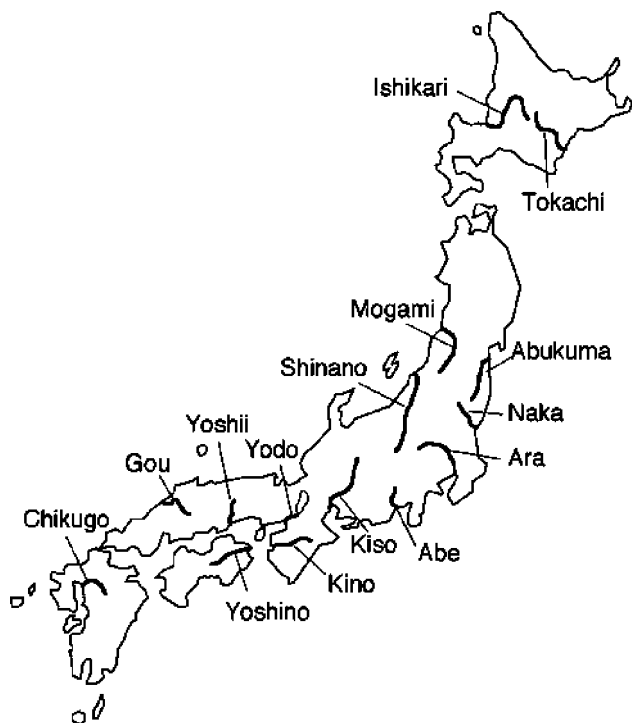 Ishikari
Tokachi
Mogami
Abukuma
Shinano
Naka
Yoshii
Yodo
Ara
Gou
Chikugo
Kiso
Abe
Kino
Yoshino